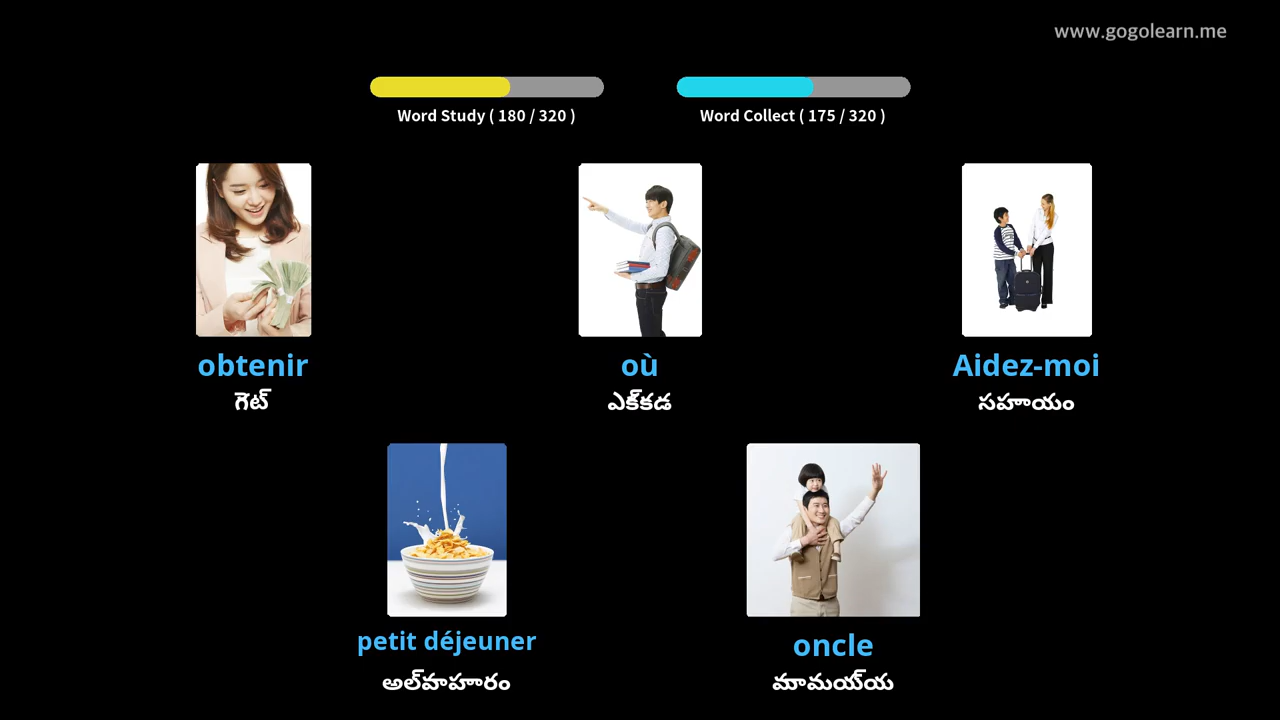 www.gogolearn.me
Word Study ( 180 / 320 )
Word Collect ( 175 / 320 )
obtenir
గెట్
où
ఎక్కడ
Aidez-moi
సహాయం
petit déjeuner
అల్వాహారం
oncle
మామయ్య